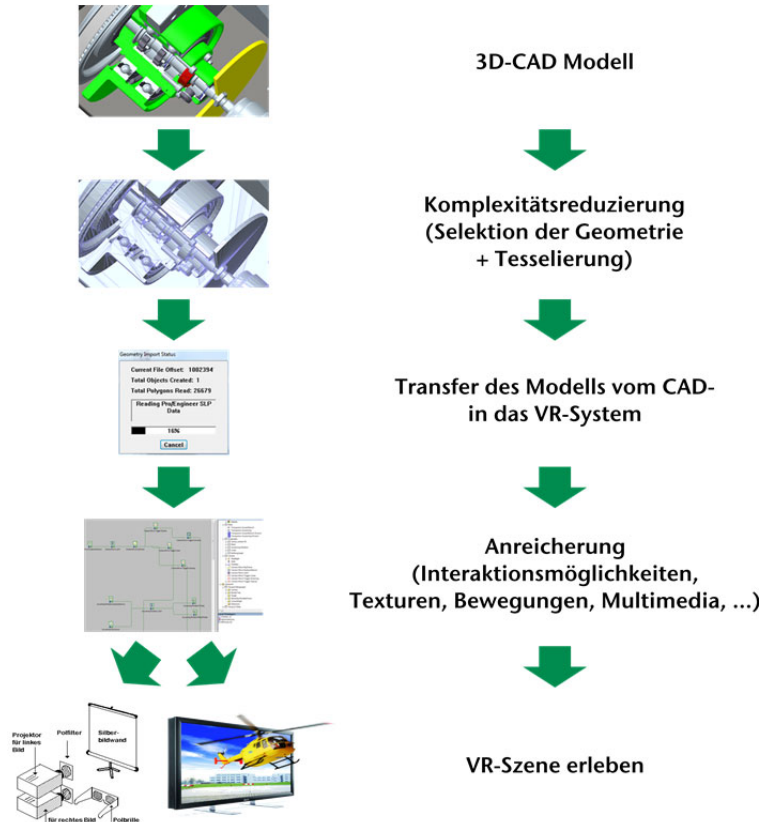 3D-CAD Modell
Komplexitätsreduzierung
(Selektion der Geometrie
+ Tesselierung)
Geometry Import Status
Current File Offset: 1002394
Total Objects Created: 1
Total Polygons Read: 26679
Reading Pro/Engineer SLP
Data
16%
Cancel
Transfer des Modells vom CAD-
in das VR-System
Anreicherung
(Interaktionsmöglichkeiten,
Texturen, Bewegungen, Multimedia, ...)
Projektor
für linkes
Bild
Polfilter
Silber-
bildwand
für rechtes Bild
Polbrille
VR-Szene erleben